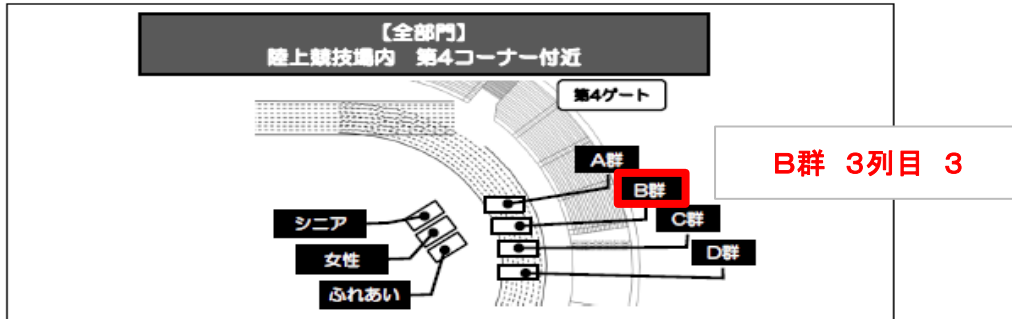 【全部門】
陸上競技場内　第4コーナー付近
第4ゲート
B群 3列目 3
A群
B群
C群
D群
シニア
女性
ふれあい